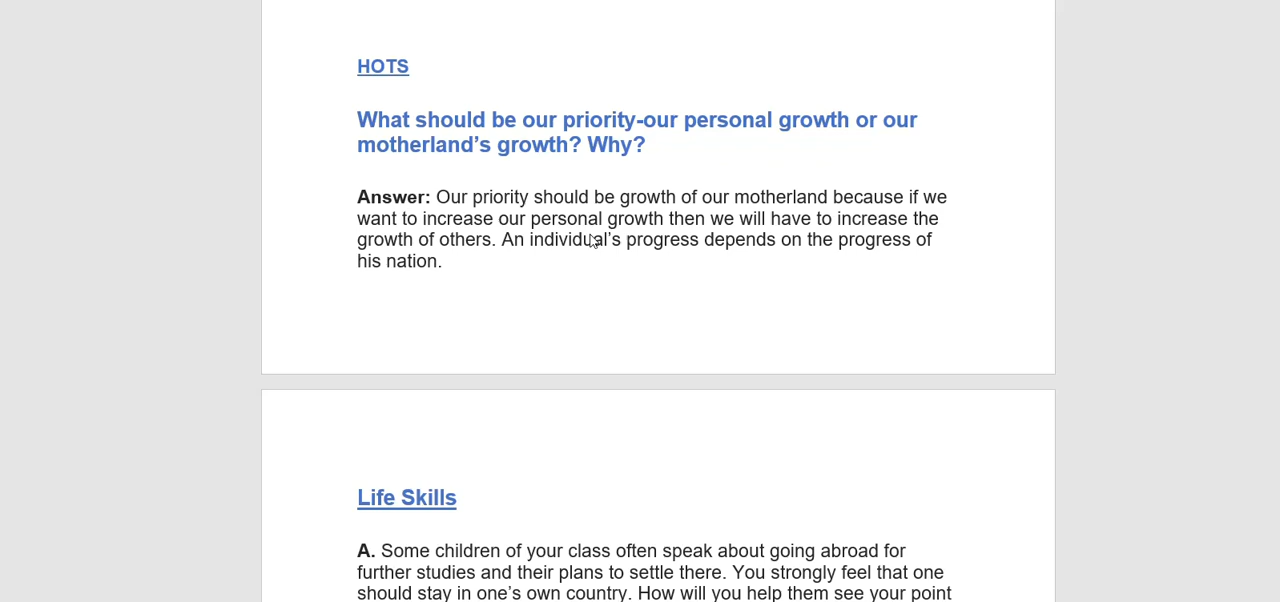 HOTS
What should be our priority-our personal growth or our
motherland’s growth? Why?
Answer: Our priority should be growth of our motherland because if we
want to increase our personal growth then we will have to increase the
growth of others. An individual’s progress depends on the progress of
his nation.
Life Skills
A. Some children of your class often speak about going abroad for
further studies and their plans to settle there. You strongly feel that one
should stay in one’s own country. How will you help them see your point